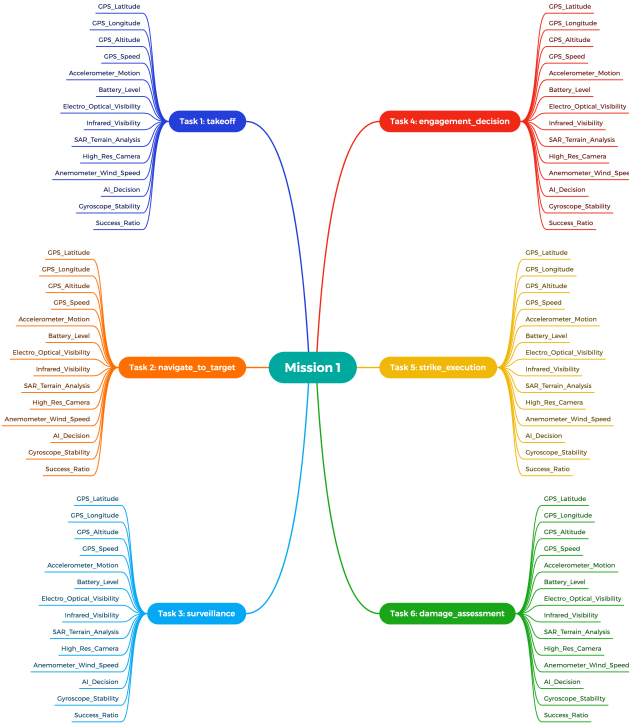 GPS_Latitude
GPS_Longitude
GPS_Altitude
GPS_Speed
Accelerometer_Motion
Battery_Level
Electro_Optical_Visibility
Infrared_Visibility
SAR_Terrain_Analysis
High_Res_Camera
Anemometer_Wind_Speed
AI_Decision
Gyroscope_Stability
Success_Ratio
Task 1: takeoff
GPS_Latitude
GPS_Longitude
GPS_Altitude
GPS_Speed
Accelerometer_Motion
Battery_Level
Electro_Optical_Visibility
Infrared_Visibility
SAR_Terrain_Analysis
High_Res_Camera
Anemometer_Wind_Speed
AI_Decision
Gyroscope_Stability
Success_Ratio
Task 2: navigate_to_target
GPS_Latitude
GPS_Longitude
GPS_Altitude
GPS_Speed
Accelerometer_Motion
Battery_Level
Electro_Optical_Visibility
Infrared_Visibility
SAR_Terrain_Analysis
High_Res_Camera
Anemometer_Wind_Speed
AI_Decision
Gyroscope_Stability
Success_Ratio
Task 3: surveillance
Mission 1
Task 4: engagement_decision
GPS_Latitude
GPS_Longitude
GPS_Altitude
GPS_Speed
Accelerometer_Motion
Battery_Level
Electro_Optical_Visibility
Infrared_Visibility
SAR_Terrain_Analysis
High_Res_Camera
Anemometer_Wind_Spee
AI_Decision
Gyroscope_Stability
Success_Ratio
Task 5: strike_execution
GPS_Latitude
GPS_Longitude
GPS_Altitude
GPS_Speed
Accelerometer_Motion
Battery_Level
Electro_Optical_Visibility
Infrared_Visibility
SAR_Terrain_Analysis
High_Res_Camera
Anemometer_Wind_Speed
AI_Decision
Gyroscope_Stability
Success_Ratio
Task 6: damage_assessment
GPS_Latitude
GPS_Longitude
GPS_Altitude
GPS_Speed
Accelerometer_Motion
Battery_Level
Electro_Optical_Visibility
Infrared_Visibility
SAR_Terrain_Analysis
High_Res_Camera
Anemometer_Wind_Speed
AI_Decision
Gyroscope_Stability
Success_Ratio